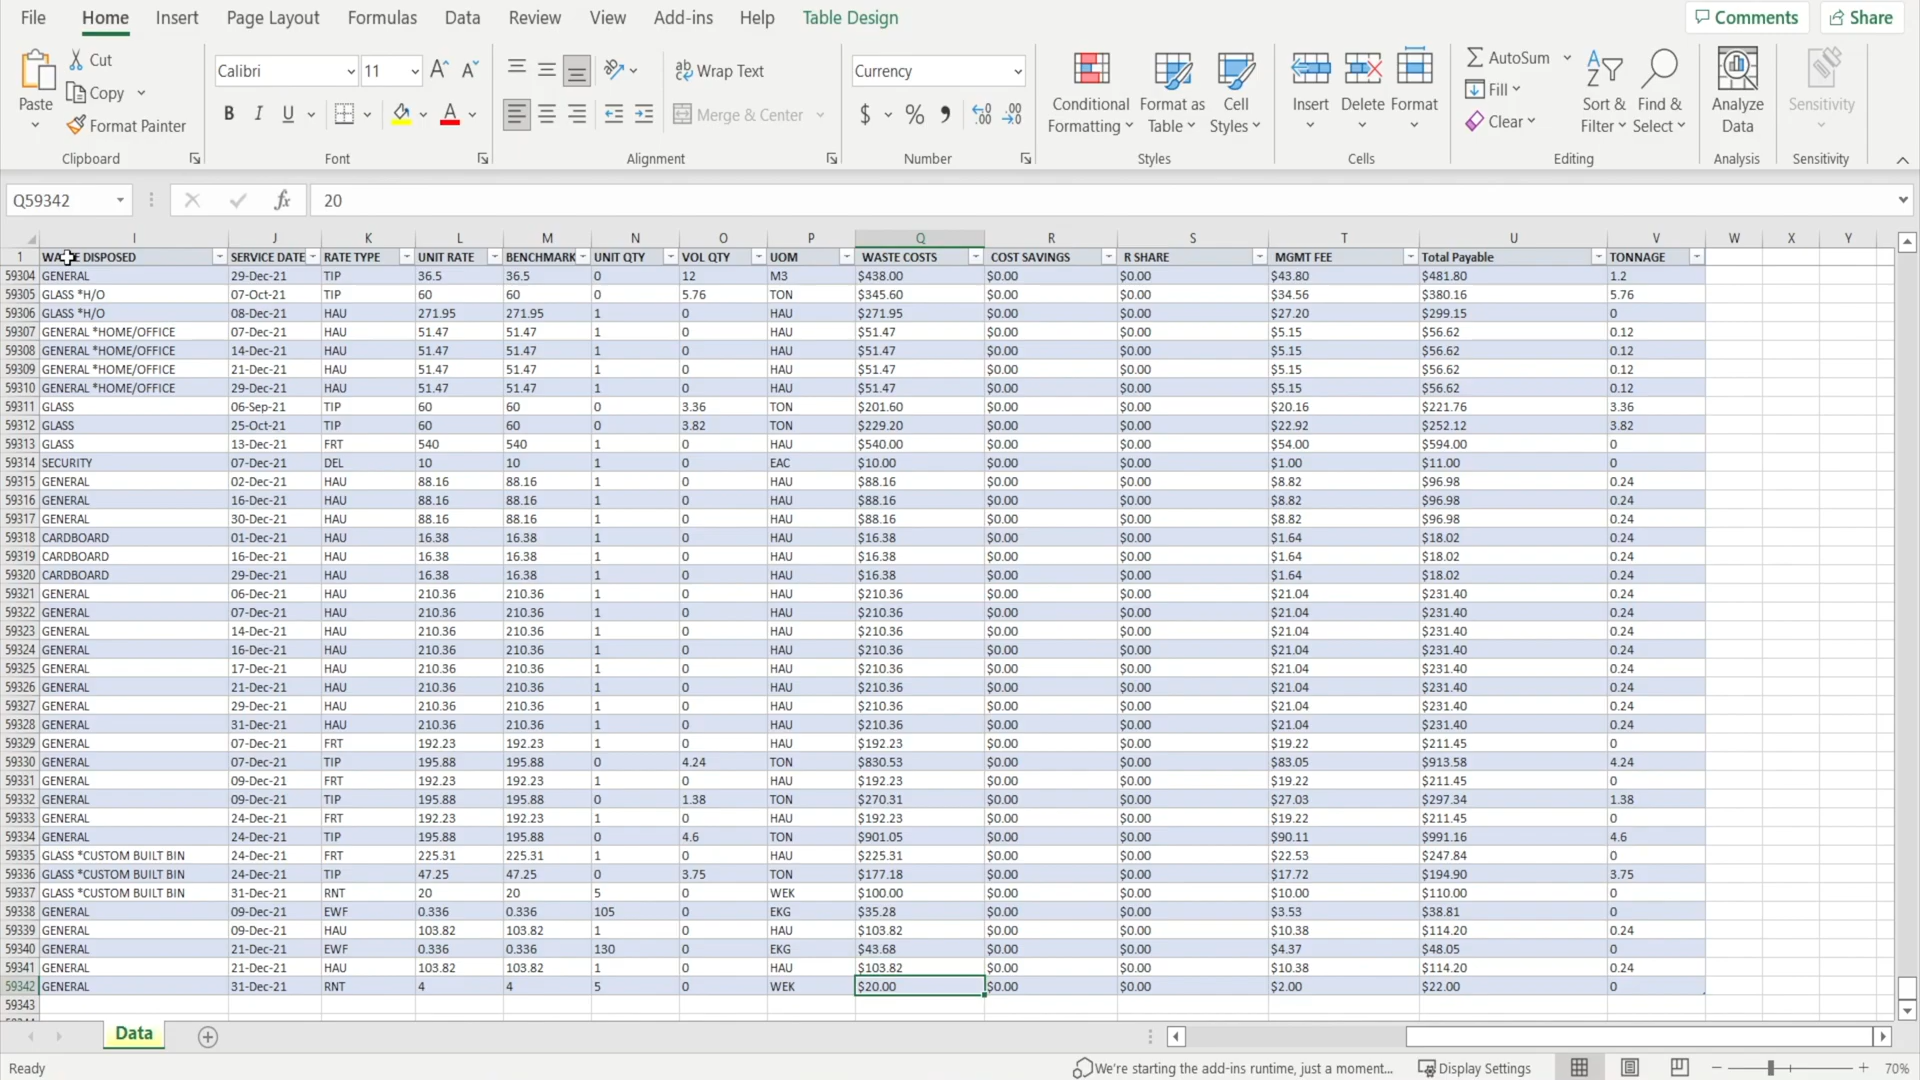 File Home Insert Page Layout Formulas Data Review View Add-ins Help Table Design Comments Share
Paste Cut Copy Format Painter Clipboard
Calibri 11 A A B I U A Font
ab Wrap Text Merge & Center Alignment
Currency $ % Number
Conditional Formatting Format as Table Cell Styles Styles
Insert Delete Format Cells
AutoSum Fill Clear Sort & Filter Find & Select Editing
Analyze Data Analysis
Sensitivity Sensitivity
Q59342 fx 20
I J K L M N O P Q R S T U V W X Y
1 DISPOSED SERVICE DATE RATE TYPE UNIT RATE BENCHMARK UNIT QTY VOL QTY UOM WASTE COSTS COST SAVINGS R SHARE MGMT FEE Total Payable TONNAGE
59304 GENERAL 29-Dec-21 TIP 36.5 36.5 0 12 M3 $438.00 $0.00 $0.00 $43.80 $481.80 1.2
59305 GLASS *H/O 07-Oct-21 TIP 60 60 0 5.76 TON $345.60 $0.00 $0.00 $34.56 $380.16 5.76
59306 GLASS *H/O 08-Dec-21 HAU 271.95 271.95 1 0 HAU $271.95 $0.00 $0.00 $27.20 $299.15 0
59307 GENERAL *HOME/OFFICE 07-Dec-21 HAU 51.47 51.47 1 0 HAU $51.47 $0.00 $0.00 $5.15 $56.62 0.12
59308 GENERAL *HOME/OFFICE 14-Dec-21 HAU 51.47 51.47 1 0 HAU $51.47 $0.00 $0.00 $5.15 $56.62 0.12
59309 GENERAL *HOME/OFFICE 21-Dec-21 HAU 51.47 51.47 1 0 HAU $51.47 $0.00 $0.00 $5.15 $56.62 0.12
59310 GENERAL *HOME/OFFICE 29-Dec-21 HAU 51.47 51.47 1 0 HAU $51.47 $0.00 $0.00 $5.15 $56.62 0.12
59311 GLASS 06-Sep-21 TIP 60 60 0 3.36 TON $201.60 $0.00 $0.00 $20.16 $221.76 3.36
59312 GLASS 25-Oct-21 TIP 60 60 0 3.82 TON $229.20 $0.00 $0.00 $22.92 $252.12 3.82
59313 GLASS 13-Dec-21 FRT 540 540 1 0 HAU $540.00 $0.00 $0.00 $54.00 $594.00 0
59314 SECURITY 07-Dec-21 DEL 10 10 1 0 EAC $10.00 $0.00 $0.00 $1.00 $11.00 0
59315 GENERAL 02-Dec-21 HAU 88.16 88.16 1 0 HAU $88.16 $0.00 $0.00 $8.82 $96.98 0.24
59316 GENERAL 16-Dec-21 HAU 88.16 88.16 1 0 HAU $88.16 $0.00 $0.00 $8.82 $96.98 0.24
59317 GENERAL 30-Dec-21 HAU 88.16 88.16 1 0 HAU $88.16 $0.00 $0.00 $8.82 $96.98 0.24
59318 CARDBOARD 01-Dec-21 HAU 16.38 16.38 1 0 HAU $16.38 $0.00 $0.00 $1.64 $18.02 0.24
59319 CARDBOARD 16-Dec-21 HAU 16.38 16.38 1 0 HAU $16.38 $0.00 $0.00 $1.64 $18.02 0.24
59320 CARDBOARD 29-Dec-21 HAU 16.38 16.38 1 0 HAU $16.38 $0.00 $0.00 $1.64 $18.02 0.24
59321 GENERAL 06-Dec-21 HAU 210.36 210.36 1 0 HAU $210.36 $0.00 $0.00 $21.04 $231.40 0.24
59322 GENERAL 07-Dec-21 HAU 210.36 210.36 1 0 HAU $210.36 $0.00 $0.00 $21.04 $231.40 0.24
59323 GENERAL 14-Dec-21 HAU 210.36 210.36 1 0 HAU $210.36 $0.00 $0.00 $21.04 $231.40 0.24
59324 GENERAL 16-Dec-21 HAU 210.36 210.36 1 0 HAU $210.36 $0.00 $0.00 $21.04 $231.40 0.24
59325 GENERAL 17-Dec-21 HAU 210.36 210.36 1 0 HAU $210.36 $0.00 $0.00 $21.04 $231.40 0.24
59326 GENERAL 21-Dec-21 HAU 210.36 210.36 1 0 HAU $210.36 $0.00 $0.00 $21.04 $231.40 0.24
59327 GENERAL 29-Dec-21 HAU 210.36 210.36 1 0 HAU $210.36 $0.00 $0.00 $21.04 $231.40 0.24
59328 GENERAL 31-Dec-21 HAU 210.36 210.36 1 0 HAU $210.36 $0.00 $0.00 $21.04 $231.40 0.24
59329 GENERAL 07-Dec-21 FRT 192.23 192.23 1 0 HAU $192.23 $0.00 $0.00 $19.22 $211.45 0
59330 GENERAL 07-Dec-21 TIP 195.88 195.88 0 4.24 TON $830.53 $0.00 $0.00 $83.05 $913.58 4.24
59331 GENERAL 09-Dec-21 FRT 192.23 192.23 1 0 HAU $192.23 $0.00 $0.00 $19.22 $211.45 0
59332 GENERAL 09-Dec-21 TIP 195.88 195.88 0 1.38 TON $270.31 $0.00 $0.00 $27.03 $297.34 1.38
59333 GENERAL 24-Dec-21 FRT 192.23 192.23 1 0 HAU $192.23 $0.00 $0.00 $19.22 $211.45 0
59334 GENERAL 24-Dec-21 TIP 195.88 195.88 0 4.6 TON $901.05 $0.00 $0.00 $90.11 $991.16 4.6
59335 GLASS *CUSTOM BUILT BIN 24-Dec-21 FRT 225.31 225.31 1 0 HAU $225.31 $0.00 $0.00 $22.53 $247.84 0
59336 GLASS *CUSTOM BUILT BIN 24-Dec-21 TIP 47.25 47.25 0 3.75 TON $177.18 $0.00 $0.00 $17.72 $194.90 3.75
59337 GLASS *CUSTOM BUILT BIN 31-Dec-21 RNT 20 20 5 0 WEK $100.00 $0.00 $0.00 $10.00 $110.00 0
59338 GENERAL 09-Dec-21 EWF 0.336 0.336 105 0 EKG $35.28 $0.00 $0.00 $3.53 $38.81 0
59339 GENERAL 09-Dec-21 HAU 103.82 103.82 1 0 HAU $103.82 $0.00 $0.00 $10.38 $114.20 0.24
59340 GENERAL 21-Dec-21 EWF 0.336 0.336 130 0 EKG $43.68 $0.00 $0.00 $4.37 $48.05 0
59341 GENERAL 21-Dec-21 HAU 103.82 103.82 1 0 HAU $103.82 $0.00 $0.00 $10.38 $114.20 0.24
59342 GENERAL 31-Dec-21 RNT 4 4 5 0 WEK $20.00 $0.00 $0.00 $2.00 $22.00 0
59343
Data
Ready We're starting the add-ins runtime, just a moment... Display Settings 70%